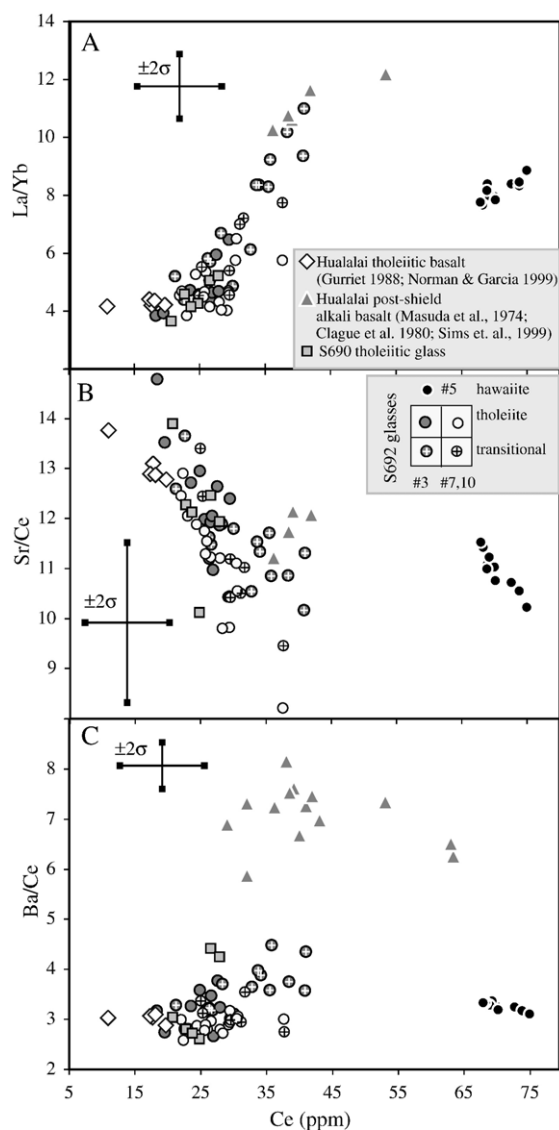 A
±2σ
La/Yb
14
12
10
8
6
4
2
Hualalai tholeiitic basalt
(Gurriet 1988; Norman & Garcia 1999)
Hualalai post-shield
alkali basalt (Masuda et al., 1974;
Clague et al. 1980; Sims et. al., 1999)
S690 tholeiitic glass
B
Sr/Ce
14
13
12
11
10
9
8
±2σ
#5 hawaiite
S692 glasses
tholeiite
transitional
#3 #7,10
C
±2σ
Ba/Ce
8
7
6
5
4
3
2
5 15 25 35 45 55 65 75
Ce (ppm)